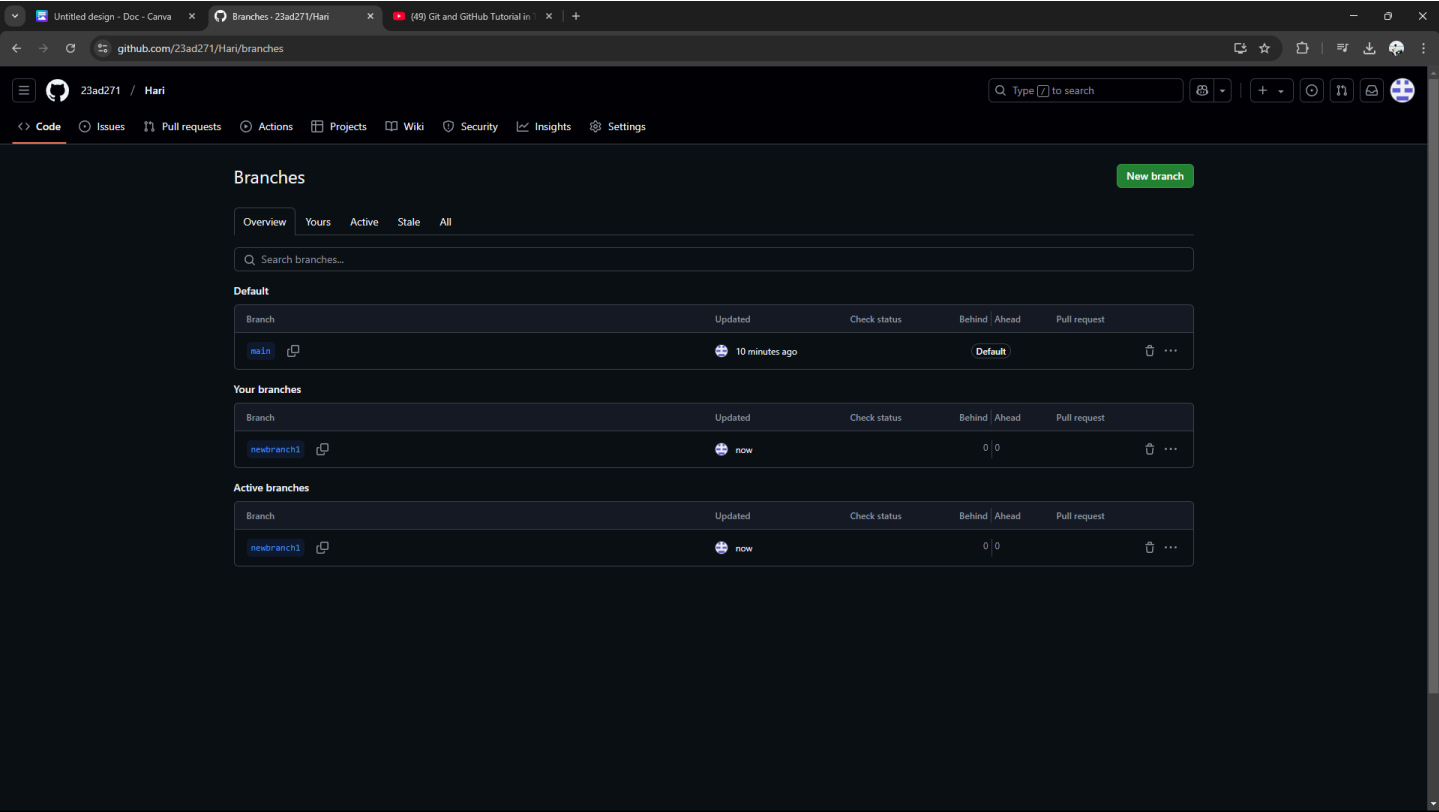 Untitled design - Doc - Canva
Branches · 23ad271/Hari
(49) Git and GitHub Tutorial in
github.com/23ad271/Hari/branches
23ad271 / Hari
Type / to search
Code Issues Pull requests Actions Projects Wiki Security Insights Settings
Branches
New branch
Overview Yours Active Stale All
Search branches...
Default
Branch Updated Check status Behind Ahead Pull request
main 10 minutes ago Default
Your branches
Branch Updated Check status Behind Ahead Pull request
newbranch1 now 0 0
Active branches
Branch Updated Check status Behind Ahead Pull request
newbranch1 now 0 0